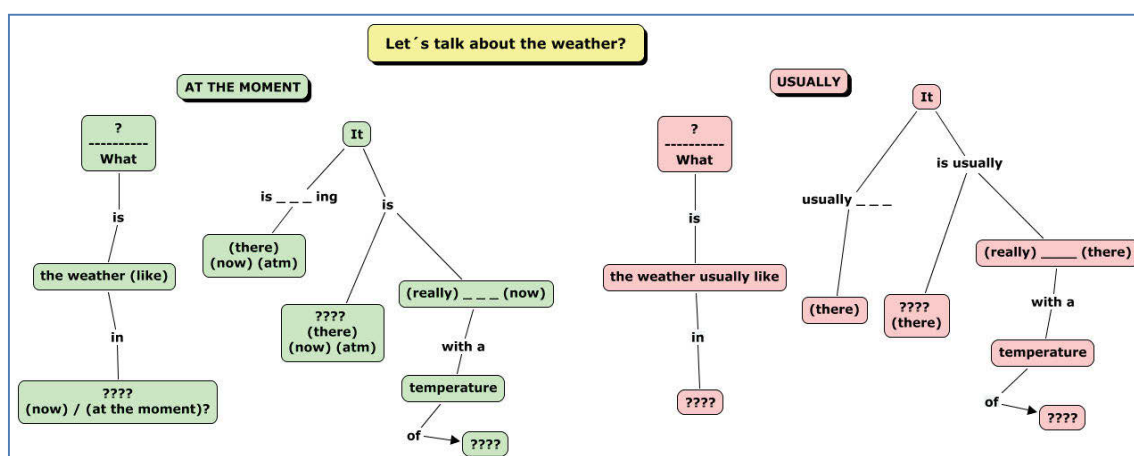 Let´s talk about the weather?
AT THE MOMENT
?
----------
What
is
the weather (like)
in
????
(now) / (at the moment)?
It
is _ _ _ ing
(there)
(now) (atm)
is
????
(there)
(now) (atm)
(really) _ _ _ (now)
with a
temperature
of
????
USUALLY
?
----------
What
is
the weather usually like
in
????
It
usually _ _ _
(there)
is usually
????
(there)
(really) ____ (there)
with a
temperature
of
????